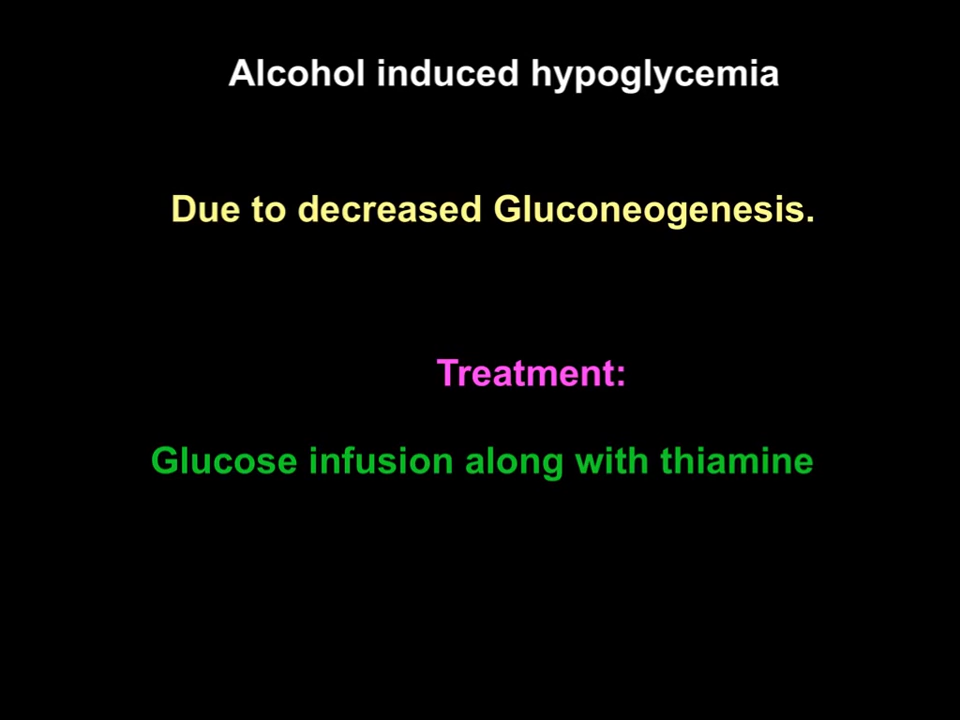 Alcohol induced hypoglycemia
Due to decreased Gluconeogenesis.
Treatment:
Glucose infusion along with thiamine